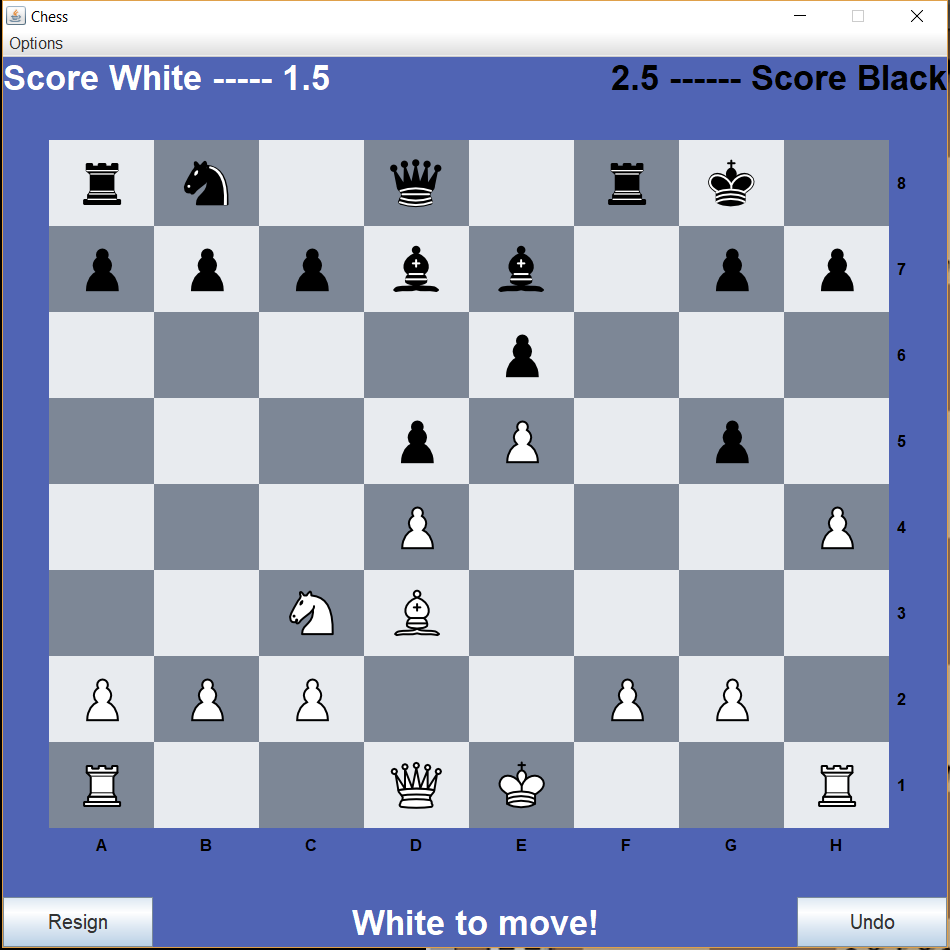 Chess
Options
Score White ----- 1.5
2.5 ------ Score Black
8
7
6
5
4
3
2
1
A B C D E F G H
Resign
White to move!
Undo